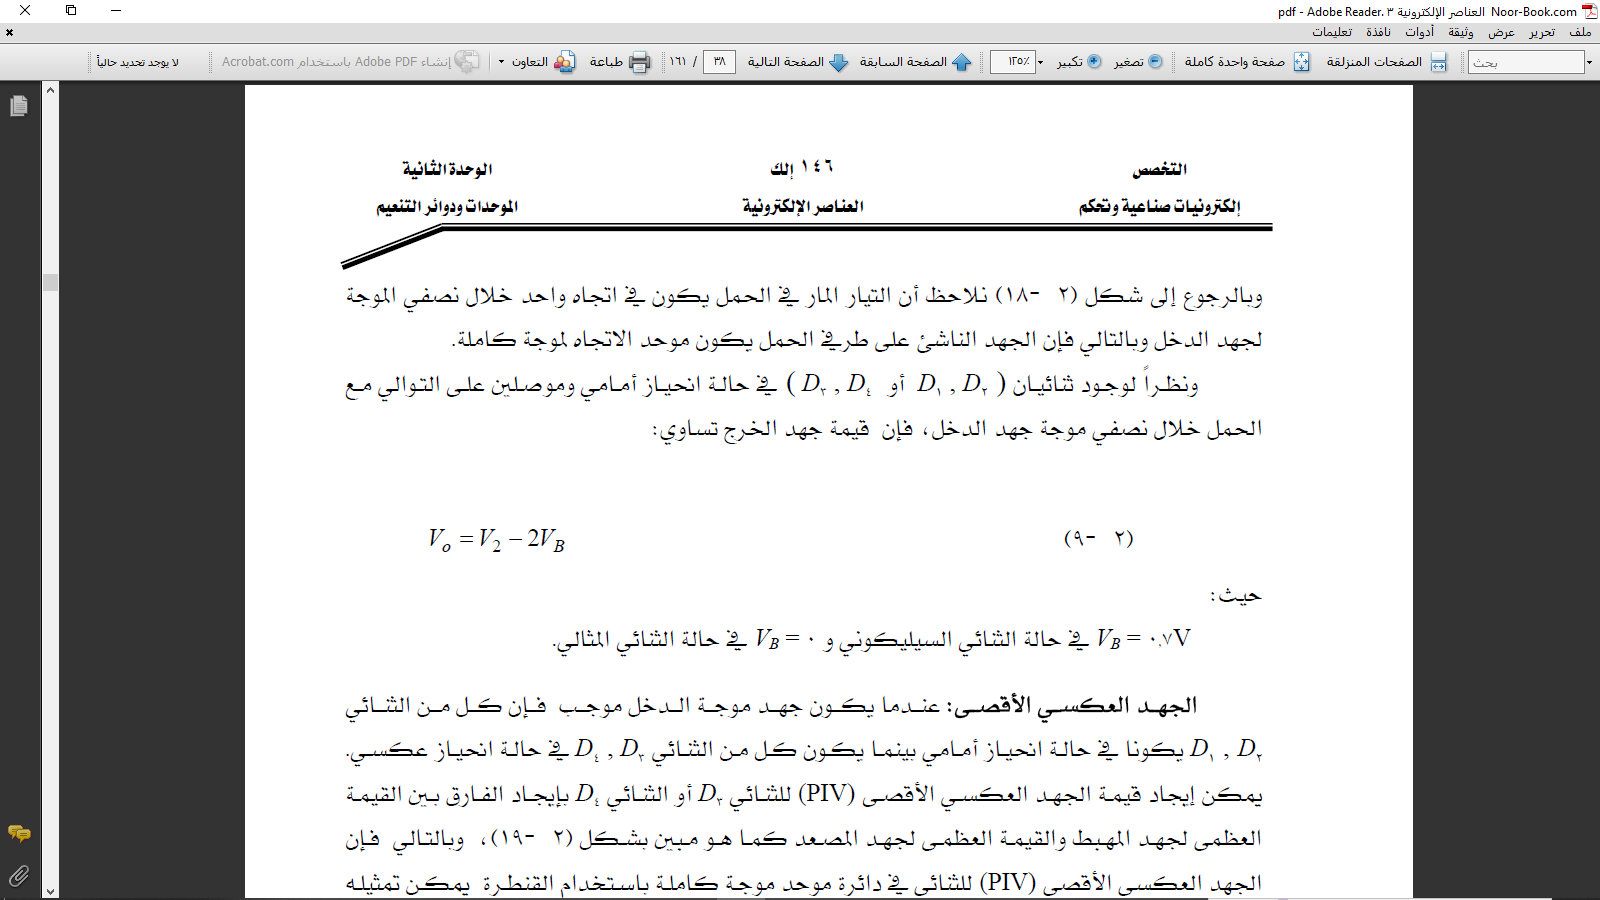 Noor-Book.com العناصر الإلكترونية ٣ .pdf - Adobe Reader
ملف تحرير عرض وثيقة أدوات نافذة تعليمات
بحث الصفحات المنزلقة صفحة واحدة كاملة تصغير تكبير ١٢٥٪ الصفحة السابقة الصفحة التالية ٣٨ / ١٦١ طباعة التعاون إنشاء Adobe PDF باستخدام Acrobat.com لا يوجد تحديد حالياً
التخصص ١٤٦ إلك الوحدة الثانية
إلكترونيات صناعية وتحكم العناصر الإلكترونية الموحدات ودوائر التنعيم
وبالرجوع إلى شكل (٢ -١٨) نلاحظ أن التيار المار في الحمل يكون في اتجاه واحد خلال نصفي الموجة
لجهد الدخل وبالتالي فإن الجهد الناشئ على طرفي الحمل يكون موحد الاتجاه لموجة كاملة.
ونظراً لوجود ثنائيان ( D١ , D٢ أو D٣ , D٤ ) في حالة انحياز أمامي وموصلين على التوالي مع
الحمل خلال نصفي موجة جهد الدخل، فإن قيمة جهد الخرج تساوي:
(٢ -٩) Vo = V2 − 2VB
حيث:
VB = ٠,٧V في حالة الثنائي السيليكوني و VB = ٠ في حالة الثنائي المثالي.
الجهد العكسي الأقصى: عندما يكون جهد موجة الدخل موجب فإن كل من الثنائي
D١ , D٢ يكونا في حالة انحياز أمامي بينما يكون كل من الثنائي D٤ , D٣ في حالة انحياز عكسي.
يمكن إيجاد قيمة الجهد العكسي الأقصى (PIV) للثنائي D٣ أو الثنائي D٤ بإيجاد الفارق بين القيمة
العظمى لجهد المهبط والقيمة العظمى لجهد المصعد كما هو مبين بشكل (٢ -١٩)، وبالتالي فإن
الجهد العكسي الأقصى (PIV) للثنائي في دائرة موحد موجة كاملة باستخدام القنطرة يمكن تمثيله